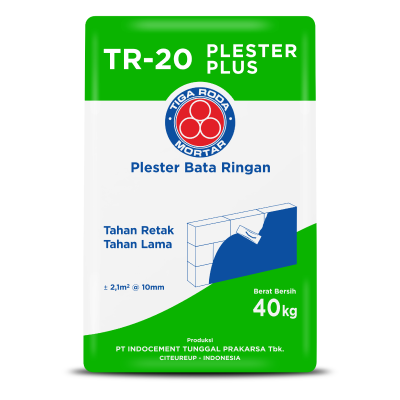 TR-20 PLESTER PLUS
TIGA RODA
MORTAR
Plester Bata Ringan
Tahan Retak
Tahan Lama
± 2,1m² @ 10mm
Berat Bersih
40kg
Produksi
PT INDOCEMENT TUNGGAL PRAKARSA Tbk.
CITEUREUP - INDONESIA